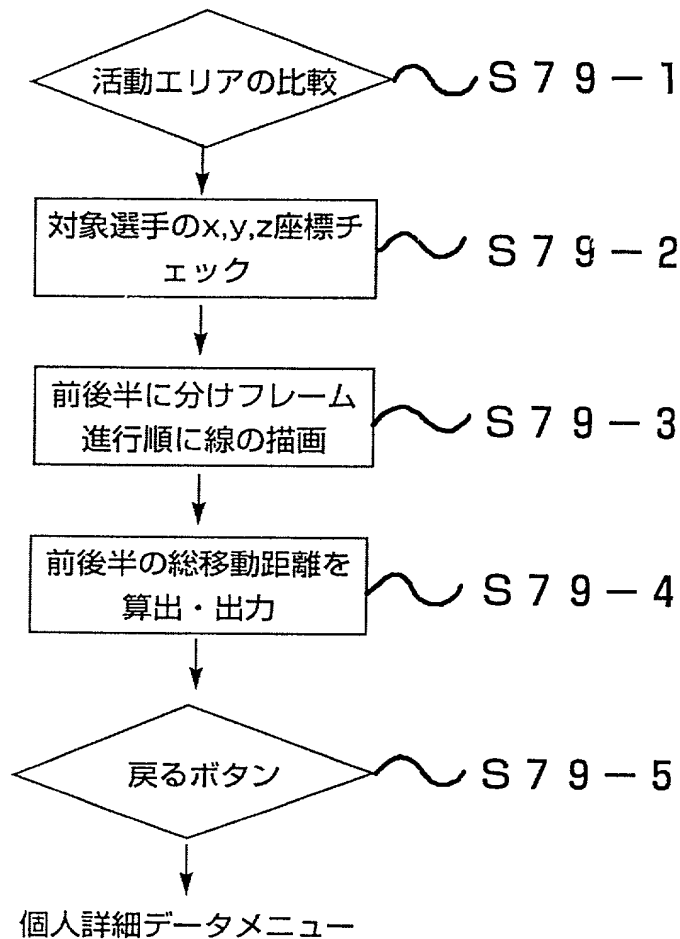 活動エリアの比較
S79-1
対象選手のx,y,z座標チ
ェック
S79-2
前後半に分けフレーム
進行順に線の描画
S79-3
前後半の総移動距離を
算出・出力
S79-4
戻るボタン
S79-5
個人詳細データメニュー